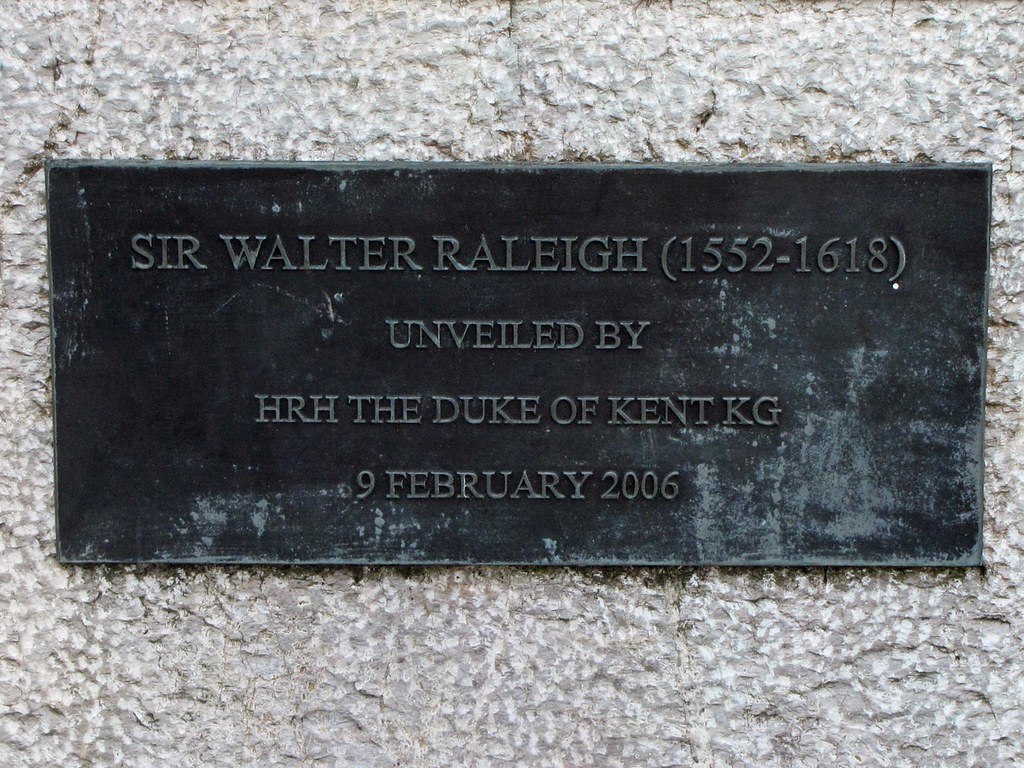 SIR WALTER RALEIGH (1552-1618)
UNVEILED BY
HRH THE DUKE OF KENT KG
9 FEBRUARY 2006